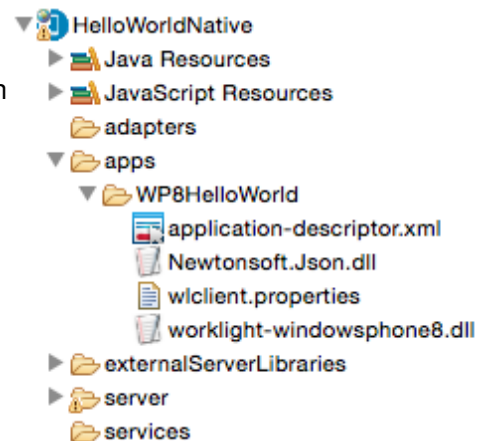 HelloWorldNative
Java Resources
n
JavaScript Resources
adapters
apps
WP8HelloWorld
application-descriptor.xml
Newtonsoft.Json.dll
wlclient.properties
worklight-windowsphone8.dll
externalServerLibraries
server
services